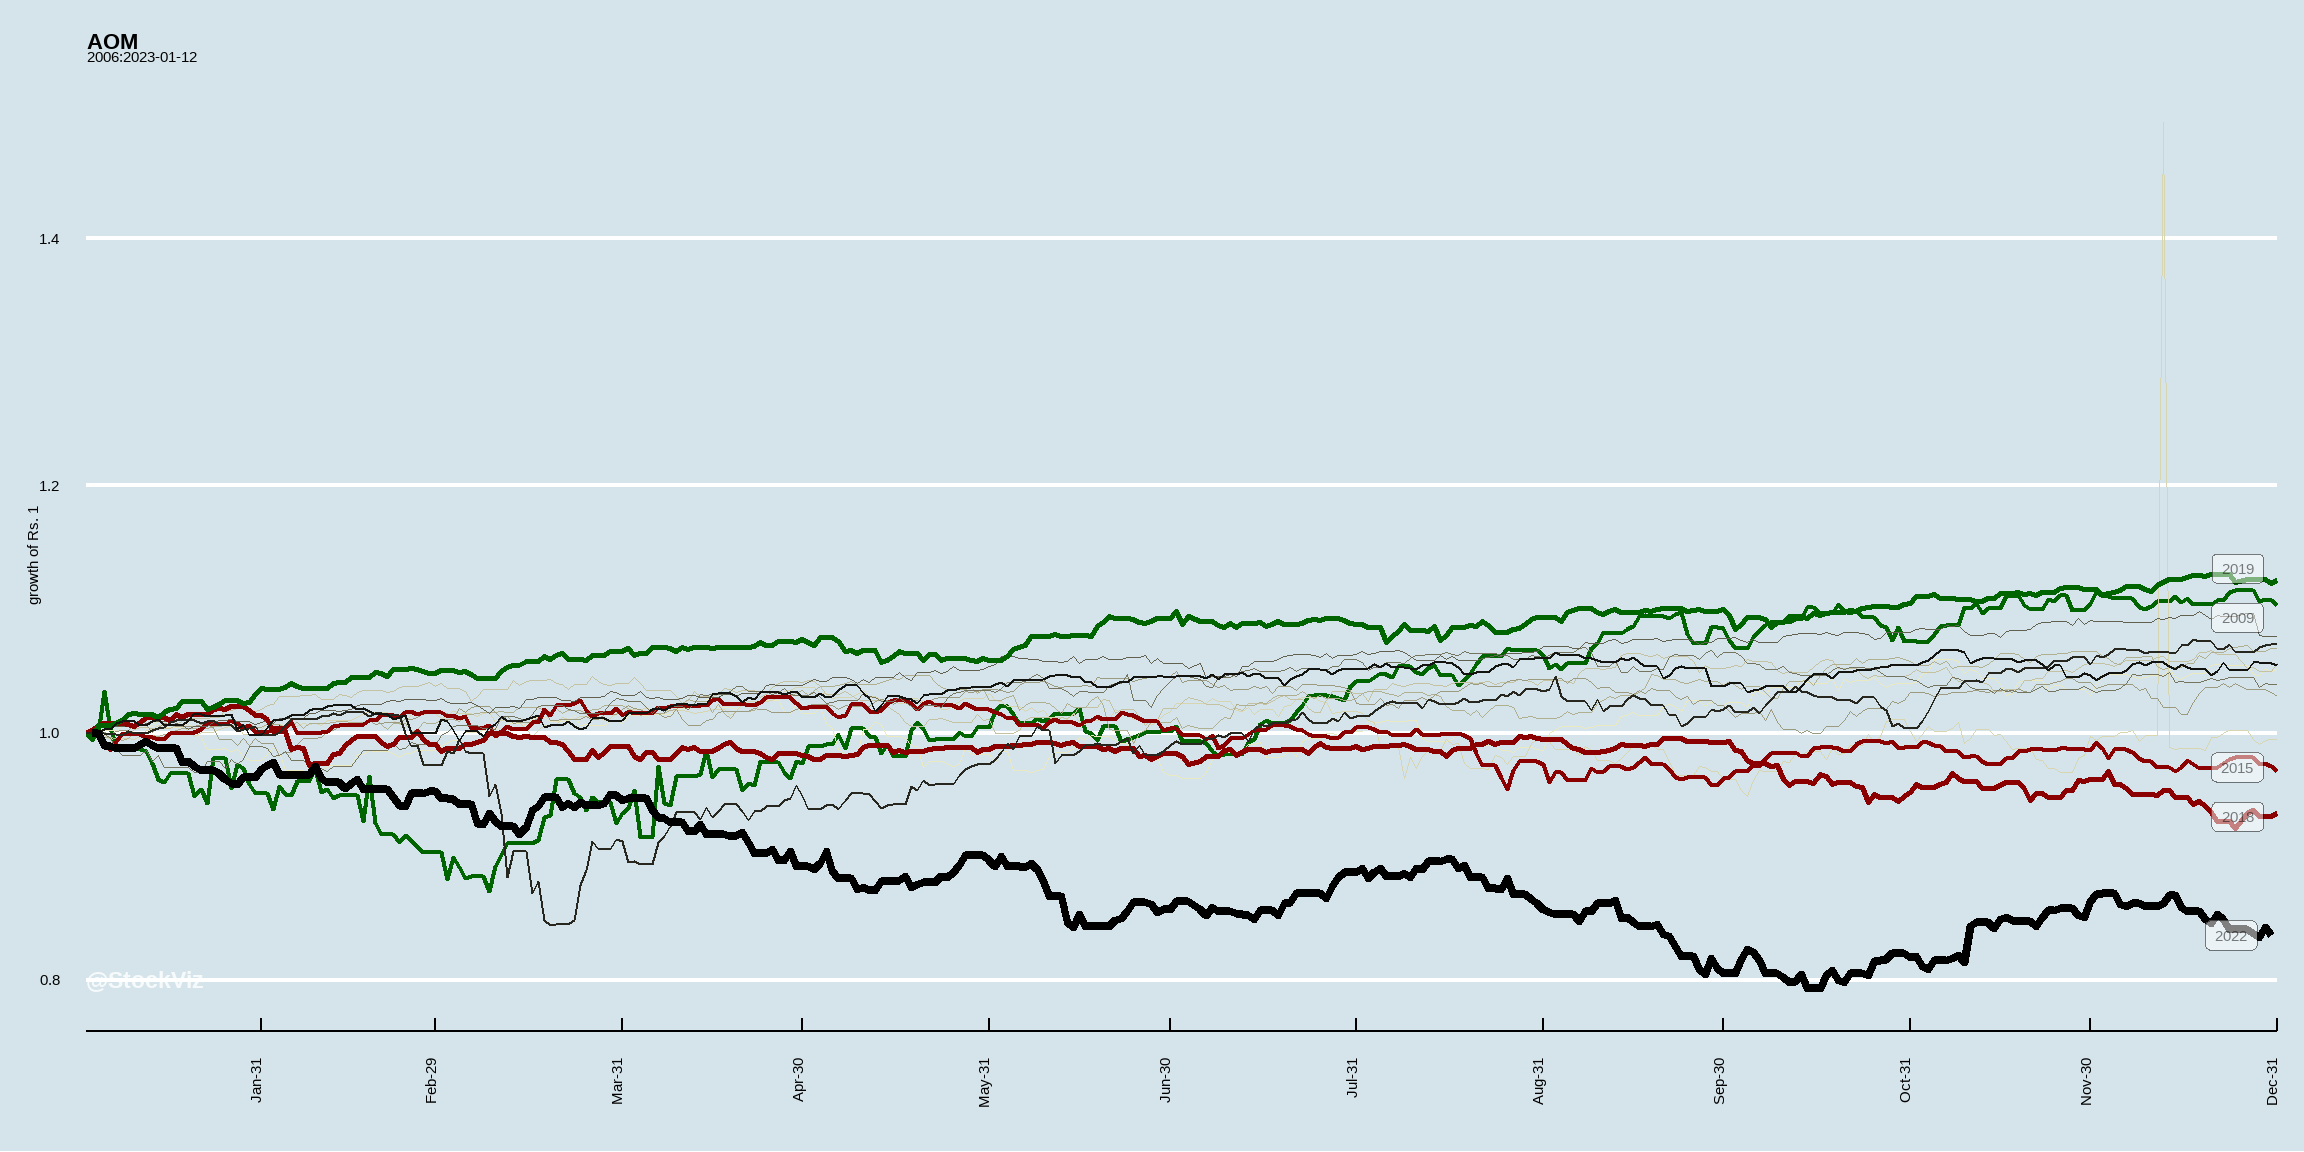 AOM
2006:2023-01-12
growth of Rs. 1
1.4
1.2
1.0
0.8
2019
2009
2015
2018
2022
@StockViz
Jan-31
Feb-29
Mar-31
Apr-30
May-31
Jun-30
Jul-31
Aug-31
Sep-30
Oct-31
Nov-30
Dec-31